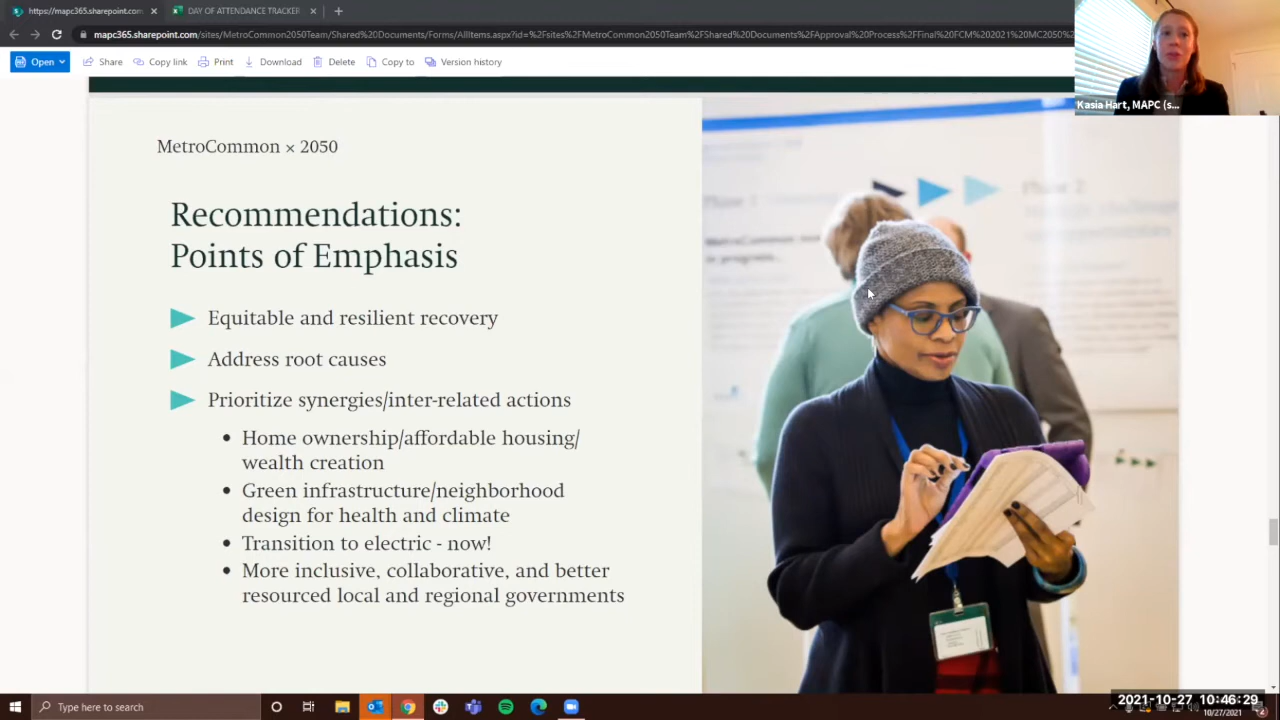 https://mapc365.sharepoint.com/
DAY OF ATTENDANCE TRACKER
mapc365.sharepoint.com/sites/MetroCommon2050Team/Shared%20Documents/Forms/AllItems.aspx?id=%2Fsites%2FMetroCommon2050Team%2FShared%20Documents%2FApproval%20Process%2FFinal%20FCM%202021%20MC2050%2
Open
Share
Copy link
Print
Download
Delete
Copy to
Version history
Kasia Hart, MAPC (s...
MetroCommon × 2050
Recommendations:
Points of Emphasis
Equitable and resilient recovery
Address root causes
Prioritize synergies/inter-related actions
• Home ownership/affordable housing/
wealth creation
• Green infrastructure/neighborhood
design for health and climate
• Transition to electric - now!
• More inclusive, collaborative, and better
resourced local and regional governments
Type here to search
2021-10-27 10:46:29
10/27/2021